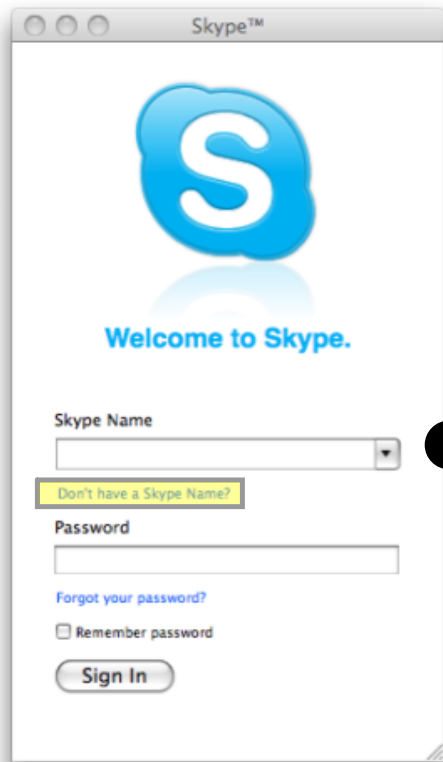 Skype™
S
Welcome to Skype.
Skype Name
Don't have a Skype Name?
Password
Forgot your password?
Remember password
Sign In